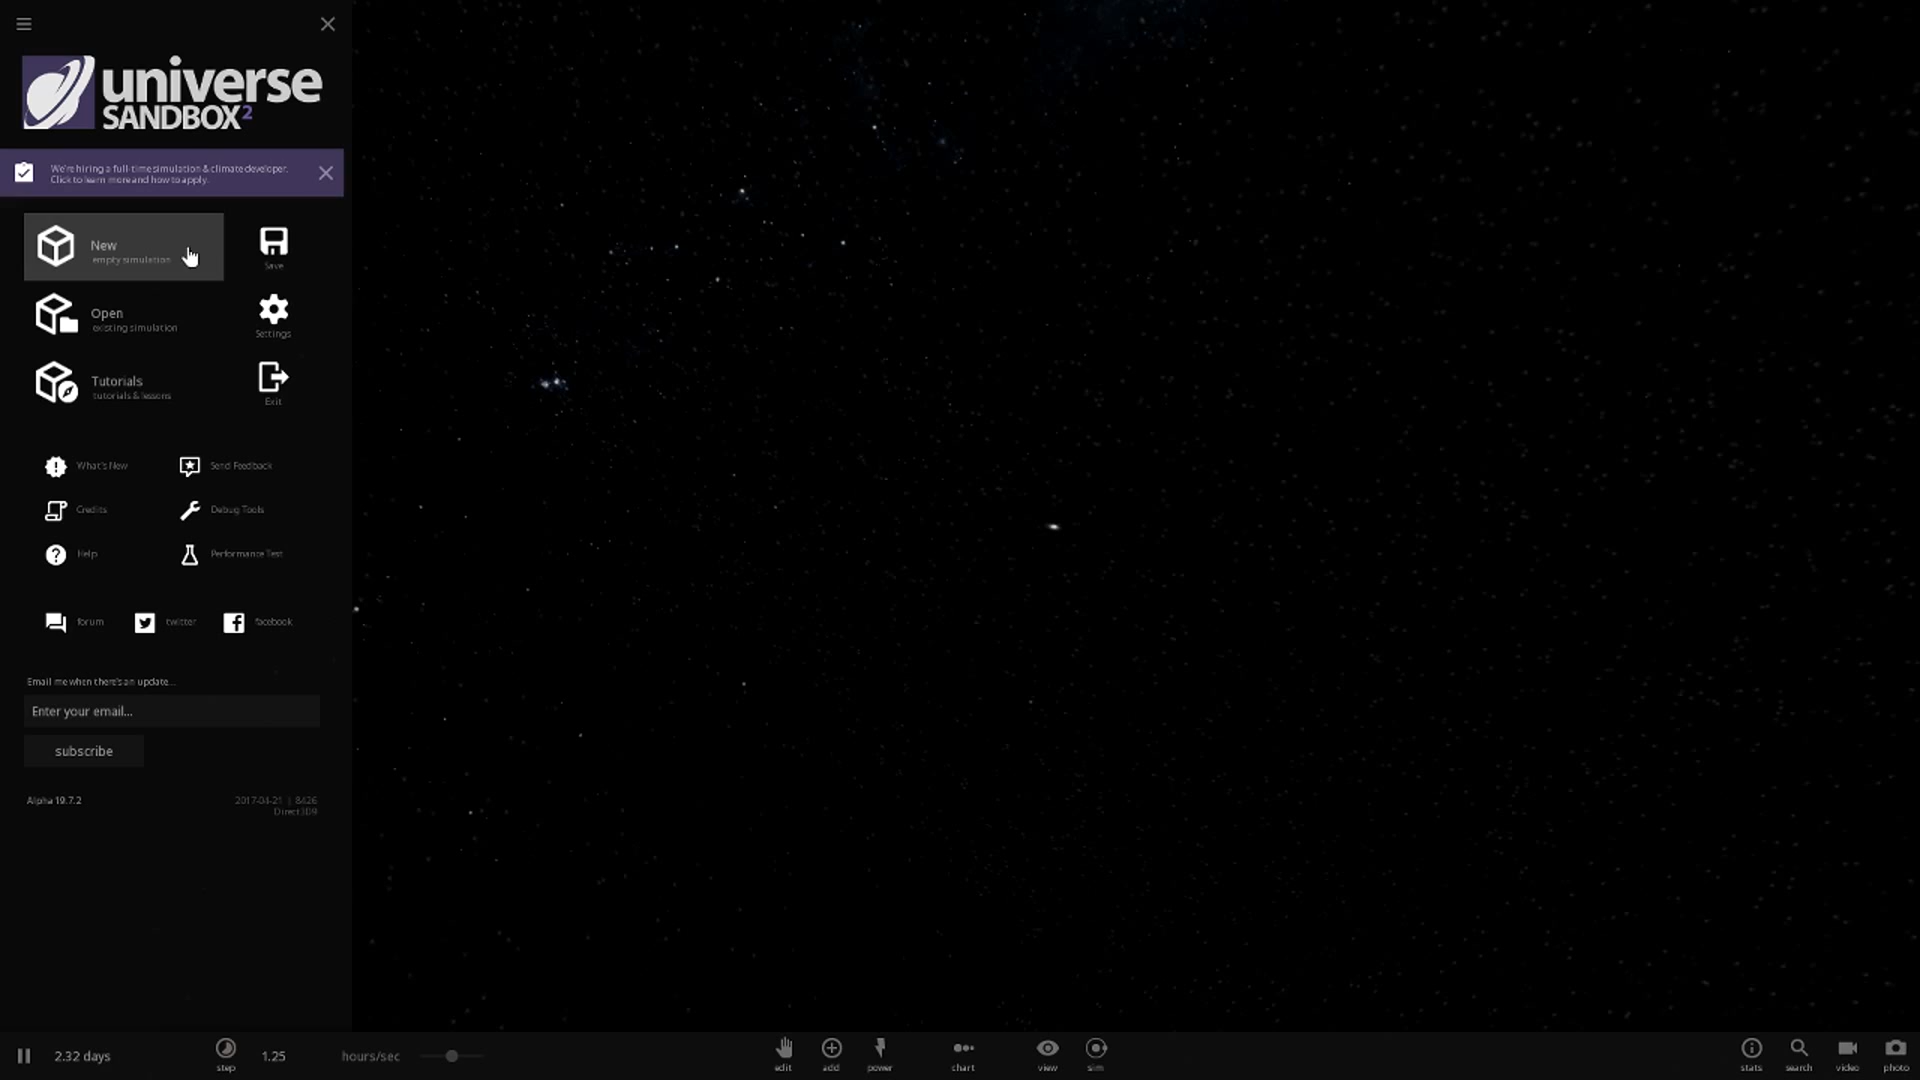 universe
SANDBOX²
We're hiring a full-time simulation & climate developer.
Click to learn more and how to apply.
New
empty simulation
Save
Open
existing simulation
Settings
Tutorials
tutorials & lessons
Exit
What's New
Send Feedback
Credits
Debug Tools
Help
Performance Test
forum
twitter
facebook
Email me when there's an update...
Enter your email...
subscribe
Alpha 19.7.2
2017-04-21 | 8426
Direct3D9
2.32 days
step
1.25
hours/sec
edit
add
power
chart
view
sim
stats
search
video
photo